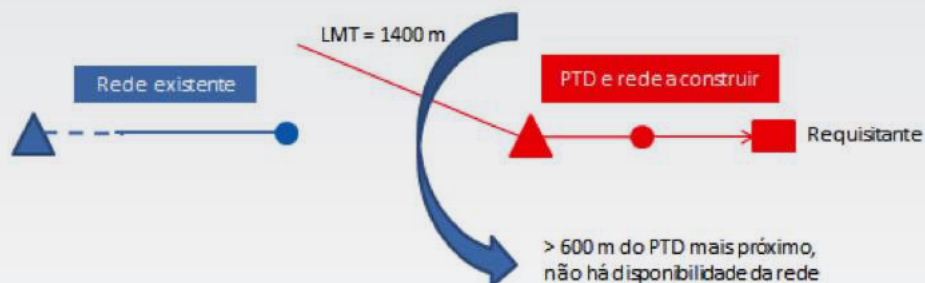 LMT = 1400 m
Rede existente
PTD e rede a construir
Requisitante
> 600 m do PTD mais próximo,
não há disponibilidade da rede